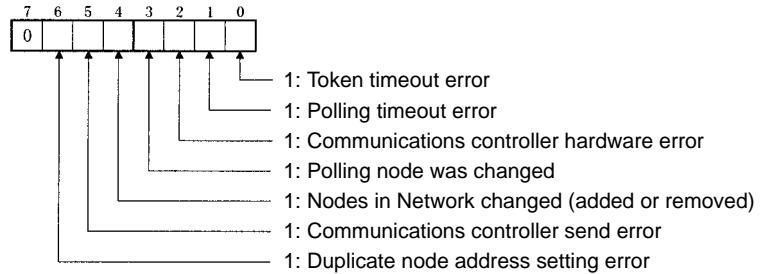 7 6 5 4 3 2 1 0
0
1: Token timeout error
1: Polling timeout error
1: Communications controller hardware error
1: Polling node was changed
1: Nodes in Network changed (added or removed)
1: Communications controller send error
1: Duplicate node address setting error